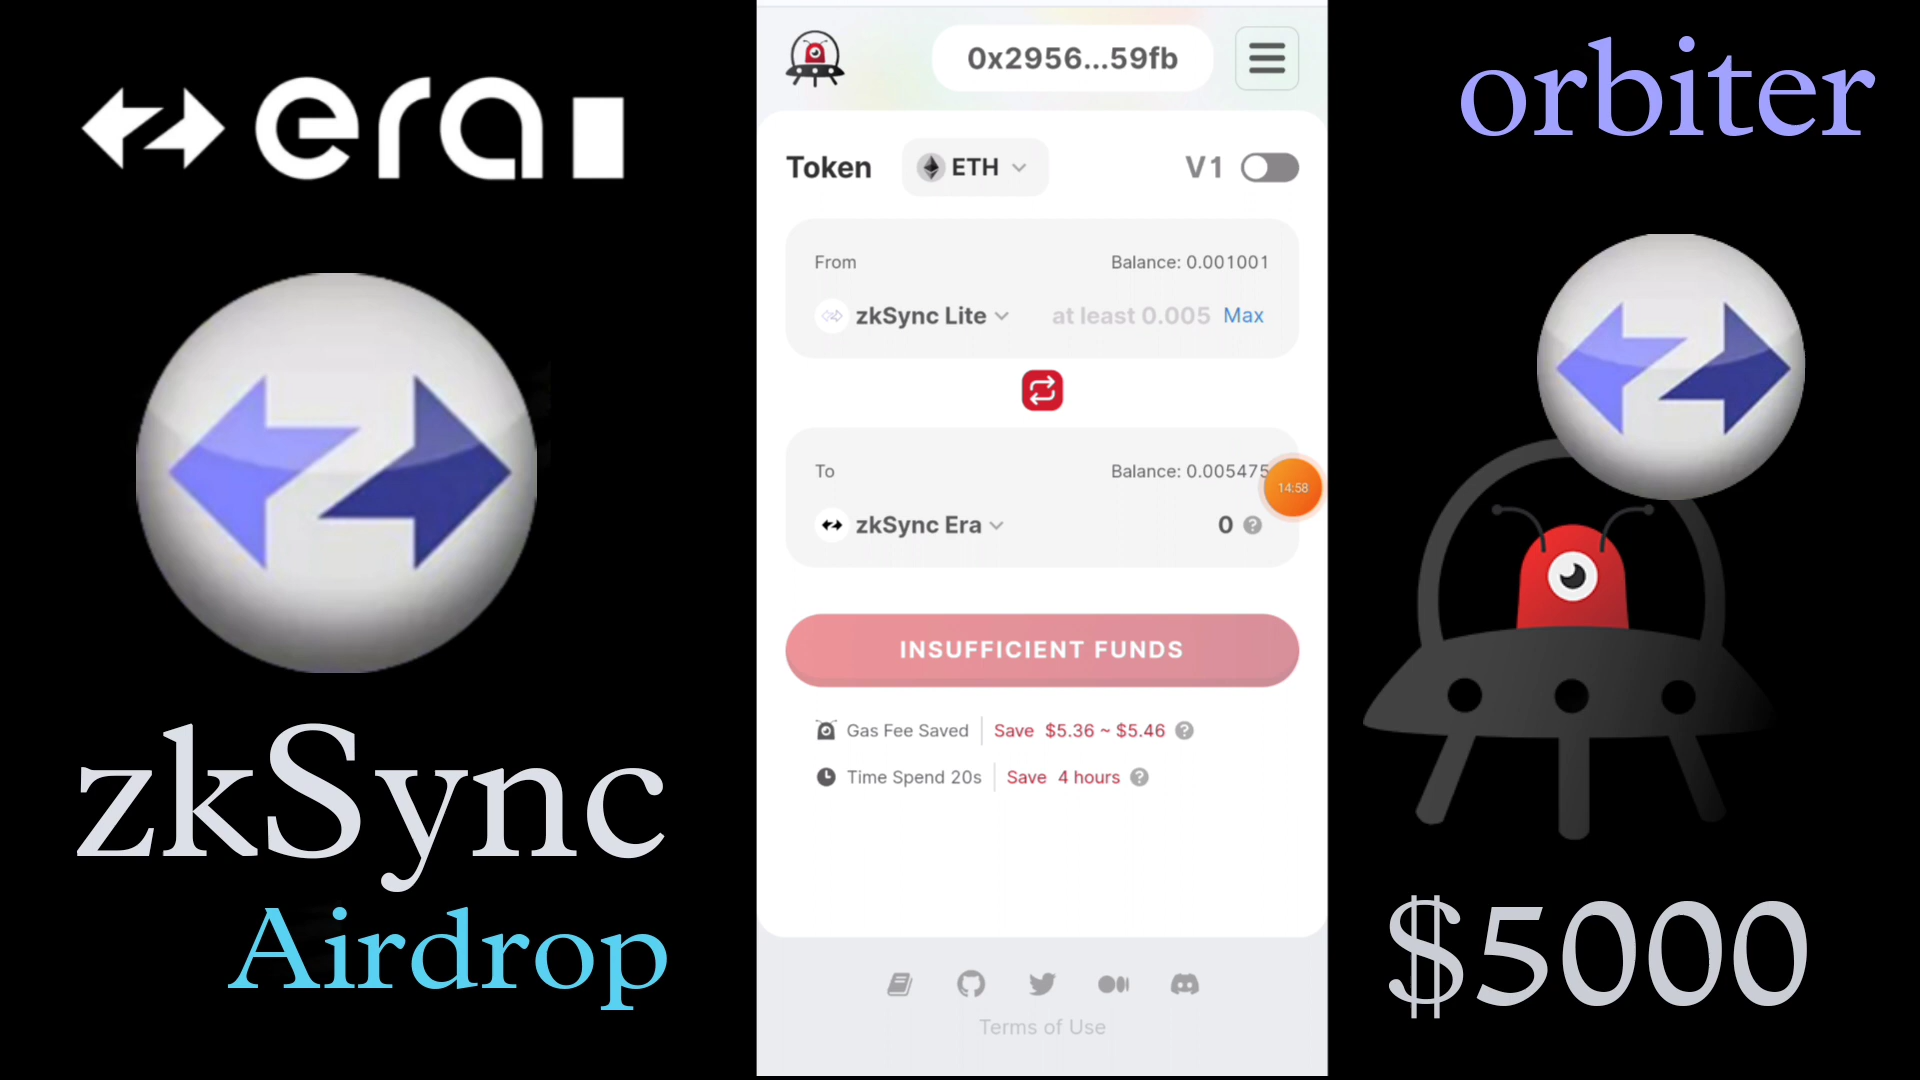 era
zkSync
Airdrop
0x2956...59fb
Token ETH V1
From Balance: 0.001001
zkSync Lite at least 0.005 Max
To Balance: 0.005475
14:58
zkSync Era 0
INSUFFICIENT FUNDS
Gas Fee Saved Save $5.36 ~ $5.46
Time Spend 20s Save 4 hours
Terms of Use
orbiter
$5000